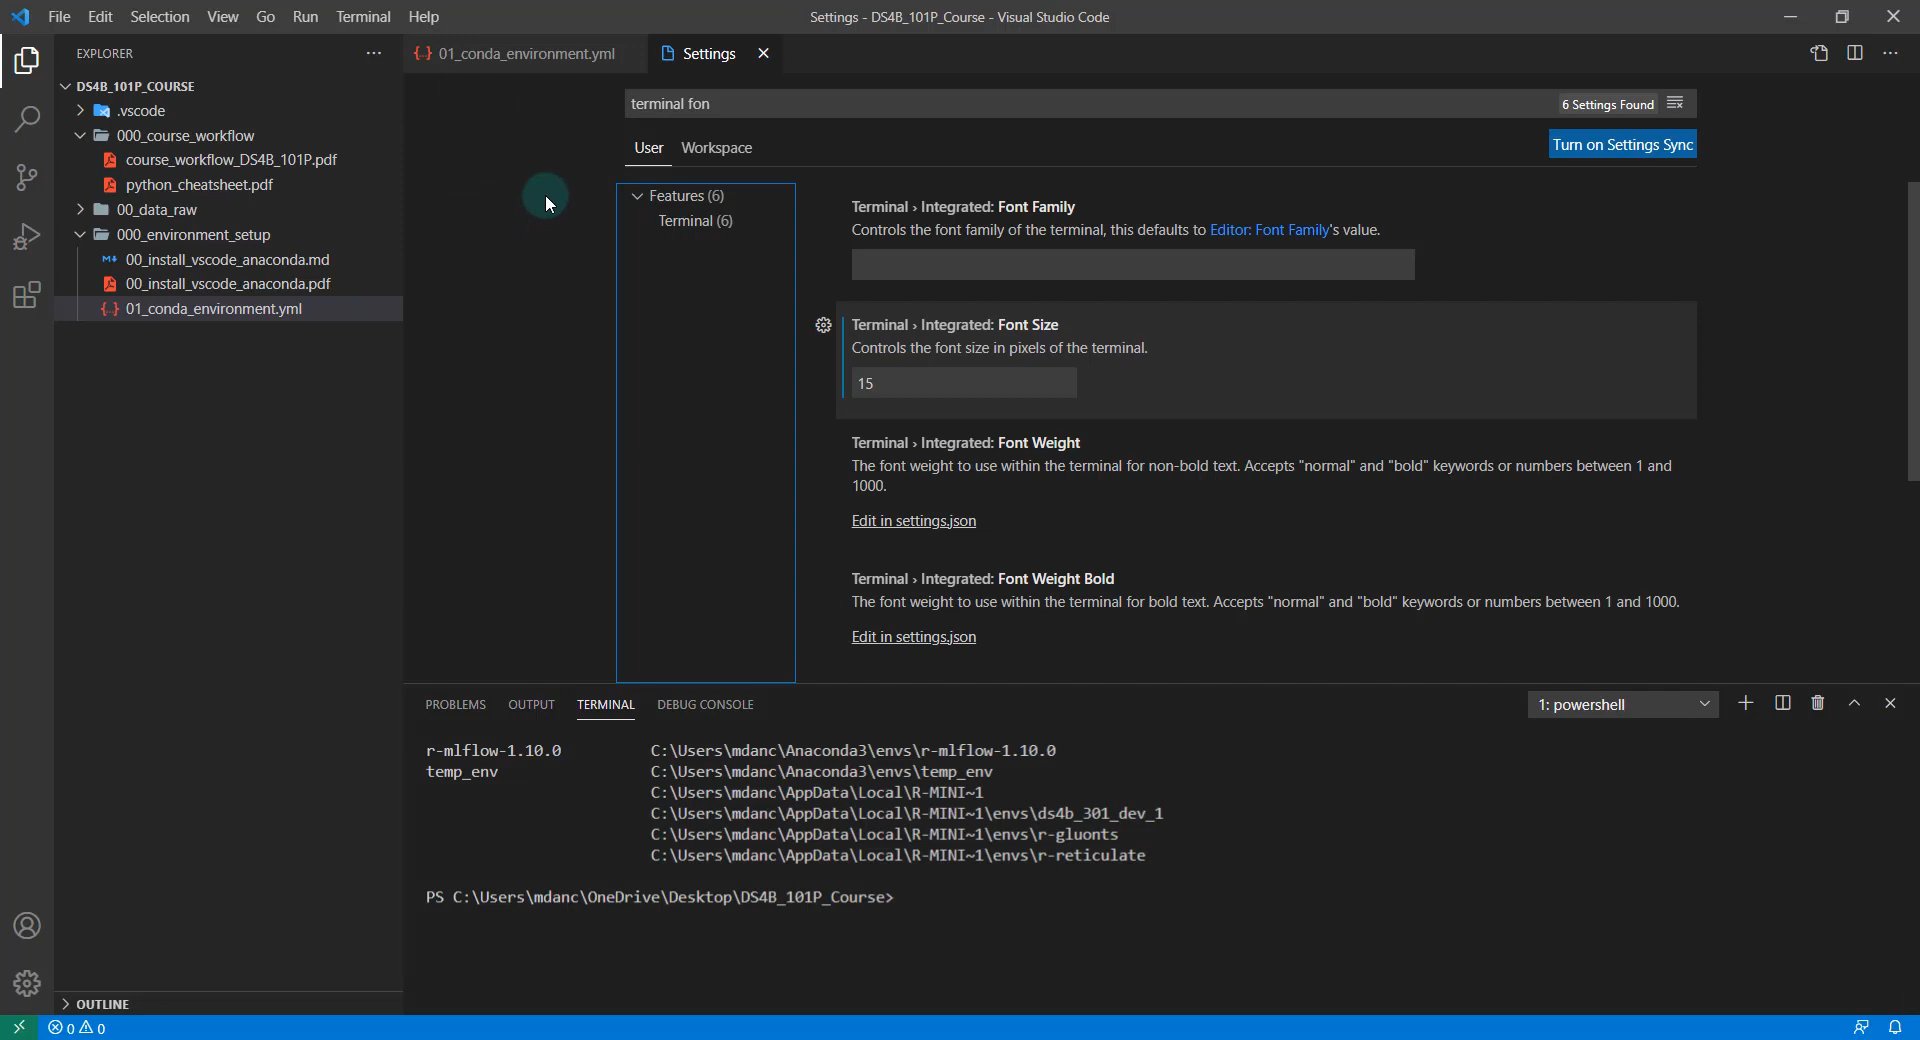 File Edit Selection View Go Run Terminal Help
Settings - DS4B_101P_Course - Visual Studio Code
EXPLORER
DS4B_101P_COURSE
.vscode
000_course_workflow
course_workflow_DS4B_101P.pdf
python_cheatsheet.pdf
00_data_raw
000_environment_setup
00_install_vscode_anaconda.md
00_install_vscode_anaconda.pdf
01_conda_environment.yml
OUTLINE
01_conda_environment.yml
Settings
terminal fon
6 Settings Found
User Workspace
Turn on Settings Sync
Features (6)
Terminal (6)
Terminal › Integrated: Font Family
Controls the font family of the terminal, this defaults to Editor: Font Family's value.
Terminal › Integrated: Font Size
Controls the font size in pixels of the terminal.
15
Terminal › Integrated: Font Weight
The font weight to use within the terminal for non-bold text. Accepts "normal" and "bold" keywords or numbers between 1 and
1000.
Edit in settings.json
Terminal › Integrated: Font Weight Bold
The font weight to use within the terminal for bold text. Accepts "normal" and "bold" keywords or numbers between 1 and 1000.
Edit in settings.json
PROBLEMS OUTPUT TERMINAL DEBUG CONSOLE
1: powershell
r-mlflow-1.10.0 C:\Users\mdanc\Anaconda3\envs\r-mlflow-1.10.0
temp_env C:\Users\mdanc\Anaconda3\envs\temp_env
C:\Users\mdanc\AppData\Local\R-MINI~1
C:\Users\mdanc\AppData\Local\R-MINI~1\envs\ds4b_301_dev_1
C:\Users\mdanc\AppData\Local\R-MINI~1\envs\r-gluonts
C:\Users\mdanc\AppData\Local\R-MINI~1\envs\r-reticulate
PS C:\Users\mdanc\OneDrive\Desktop\DS4B_101P_Course>
0 0